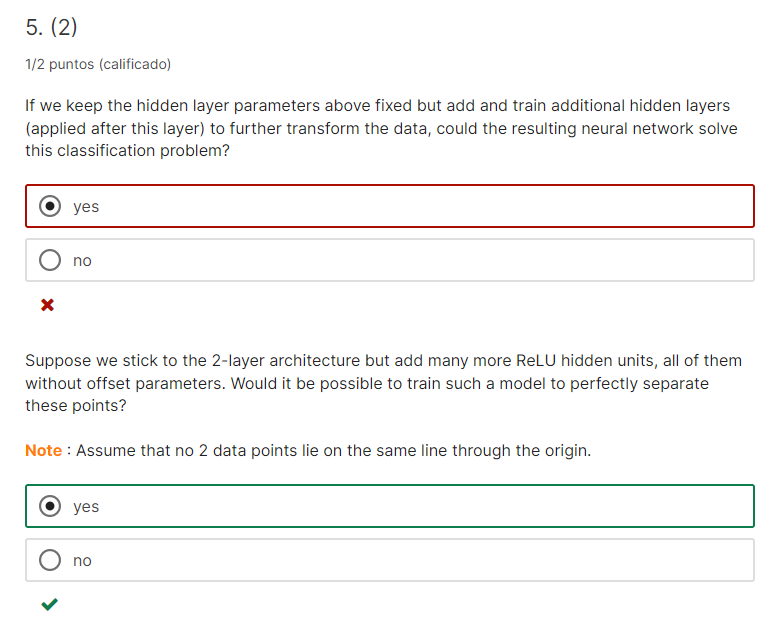 5. (2)
1/2 puntos (calificado)
If we keep the hidden layer parameters above fixed but add and train additional hidden layers
(applied after this layer) to further transform the data, could the resulting neural network solve
this classification problem?
yes
no
Suppose we stick to the 2-layer architecture but add many more ReLU hidden units, all of them
without offset parameters. Would it be possible to train such a model to perfectly separate
these points?
Note : Assume that no 2 data points lie on the same line through the origin.
yes
no